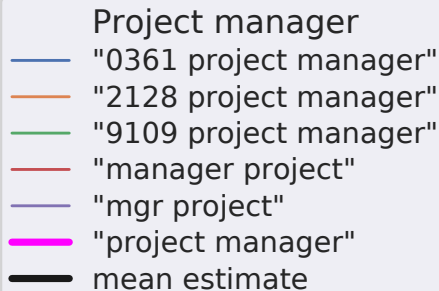 Project manager
"0361 project manager"
"2128 project manager"
"9109 project manager"
"manager project"
"mgr project"
"project manager"
mean estimate